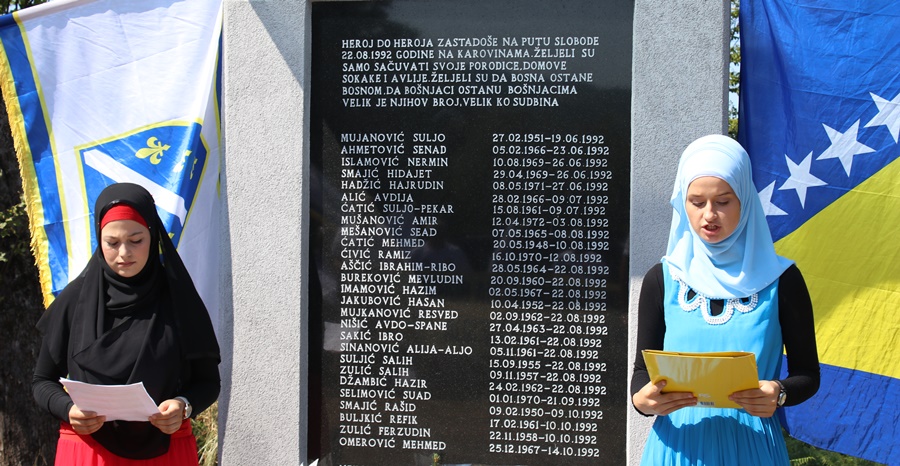 HEROJ DO HEROJA ZASTADOŠE NA PUTU SLOBODE
22.08.1992 GODINE NA KAROVINAMA.ŽELJELI SU
SAMO SAČUVATI SVOJE PORODICE,DOMOVE
SOKAKE I AVLIJE.ŽELJELI SU DA BOSNA OSTANE
BOSNOM.DA BOŠNJACI OSTANU BOŠNJACIMA
VELIK JE NJIHOV BROJ,VELIK KO SUDBINA
MUJANOVIĆ SULJO 27.02.1951-19.06.1992
AHMETOVIĆ SENAD 05.02.1966-23.06.1992
ISLAMOVIĆ NERMIN 10.08.1969-26.06.1992
SMAJIĆ HIDAJET 29.04.1969-26.06.1992
HADŽIĆ HAJRUDIN 08.05.1971-27.06.1992
ALIĆ AVDIJA 28.02.1966-09.07.1992
ĆATIĆ SULJO-PEKAR 15.08.1961-09.07.1992
MUŠANOVIĆ AMIR 12.04.1972-03.08.1992
MEŠANOVIĆ SEAD 07.05.1965-08.08.1992
ĆATIĆ MEHMED 20.05.1948-10.08.1992
ĆIVIĆ RAMIZ 16.10.1970-12.08.1992
AŠČIĆ IBRAHIM-RIBO 28.05.1964-22.08.1992
BUREKOVIĆ MEVLUDIN 20.09.1960-22.08.1992
IMAMOVIĆ HAZIM 02.05.1967-22.08.1992
JAKUBOVIĆ HASAN 10.04.1952-22.08.1992
MUJKANOVIĆ RESVED 02.09.1962-22.08.1992
NIŠIĆ AVDO-SPANE 27.04.1963-22.08.1992
SAKIĆ IBRO 13.02.1961-22.08.1992
SINANOVIĆ ALIJA-ALJO 05.11.1961-22.08.1992
SULJIĆ SALIH 15.09.1955-22.08.1992
ZULIĆ SALIH 09.11.1957-22.08.1992
DŽAMBIĆ HAZIR 24.02.1962-22.08.1992
SELIMOVIĆ SUAD 01.01.1970-21.09.1992
SMAJIĆ RAŠID 09.02.1950-09.10.1992
BULJKIĆ REFIK 17.02.1961-10.10.1992
ZULIĆ FERZUDIN 22.11.1958-10.10.1992
OMEROVIĆ MEHMED 25.12.1967-14.10.1992